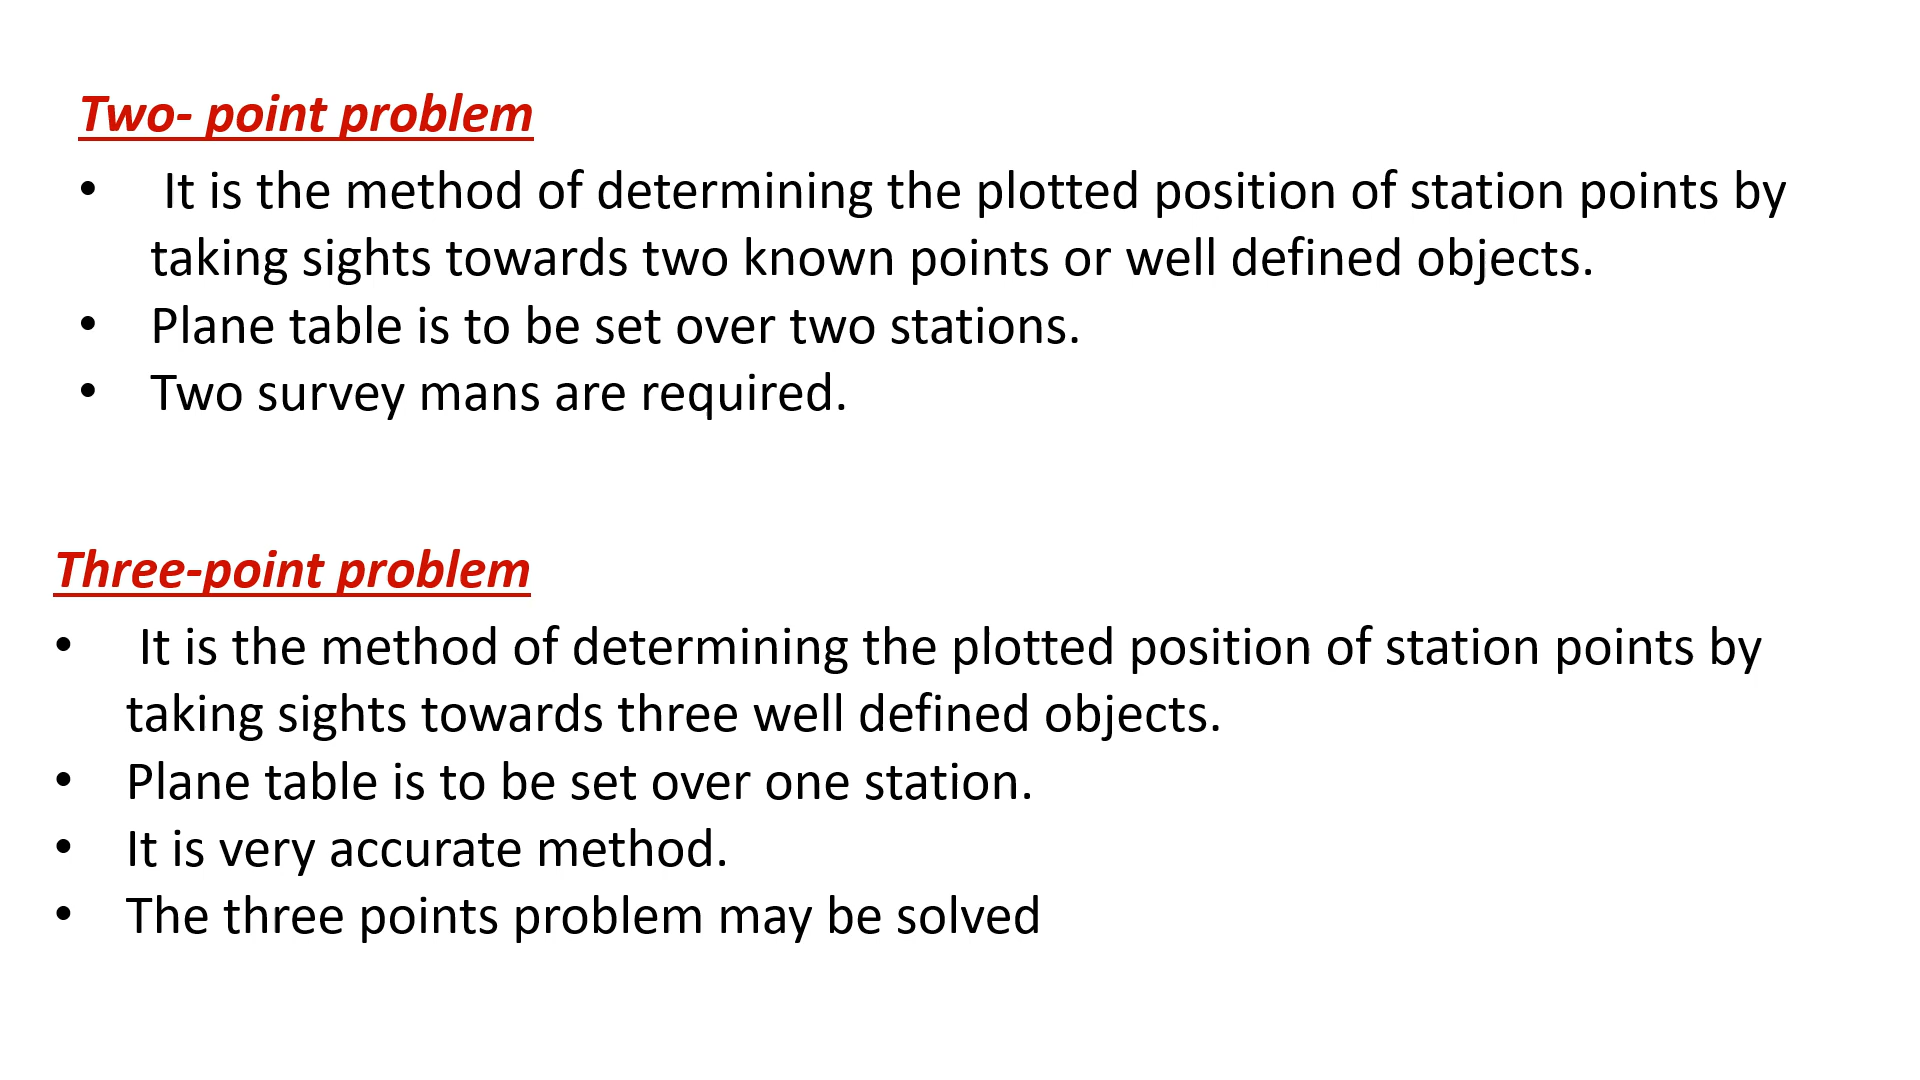 Two- point problem
• It is the method of determining the plotted position of station points by
taking sights towards two known points or well defined objects.
• Plane table is to be set over two stations.
• Two survey mans are required.
Three-point problem
• It is the method of determining the plotted position of station points by
taking sights towards three well defined objects.
• Plane table is to be set over one station.
• It is very accurate method.
• The three points problem may be solved